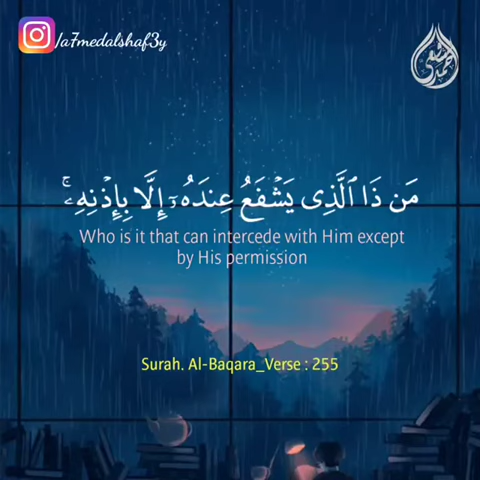 /a7medalshaf3y
مَن ذَا ٱلَّذِى يَشْفَعُ عِندَهُۥٓ إِلَّا بِإِذْنِهِۦ ۚ
Who is it that can intercede with Him except
by His permission
Surah. Al-Baqara_Verse : 255